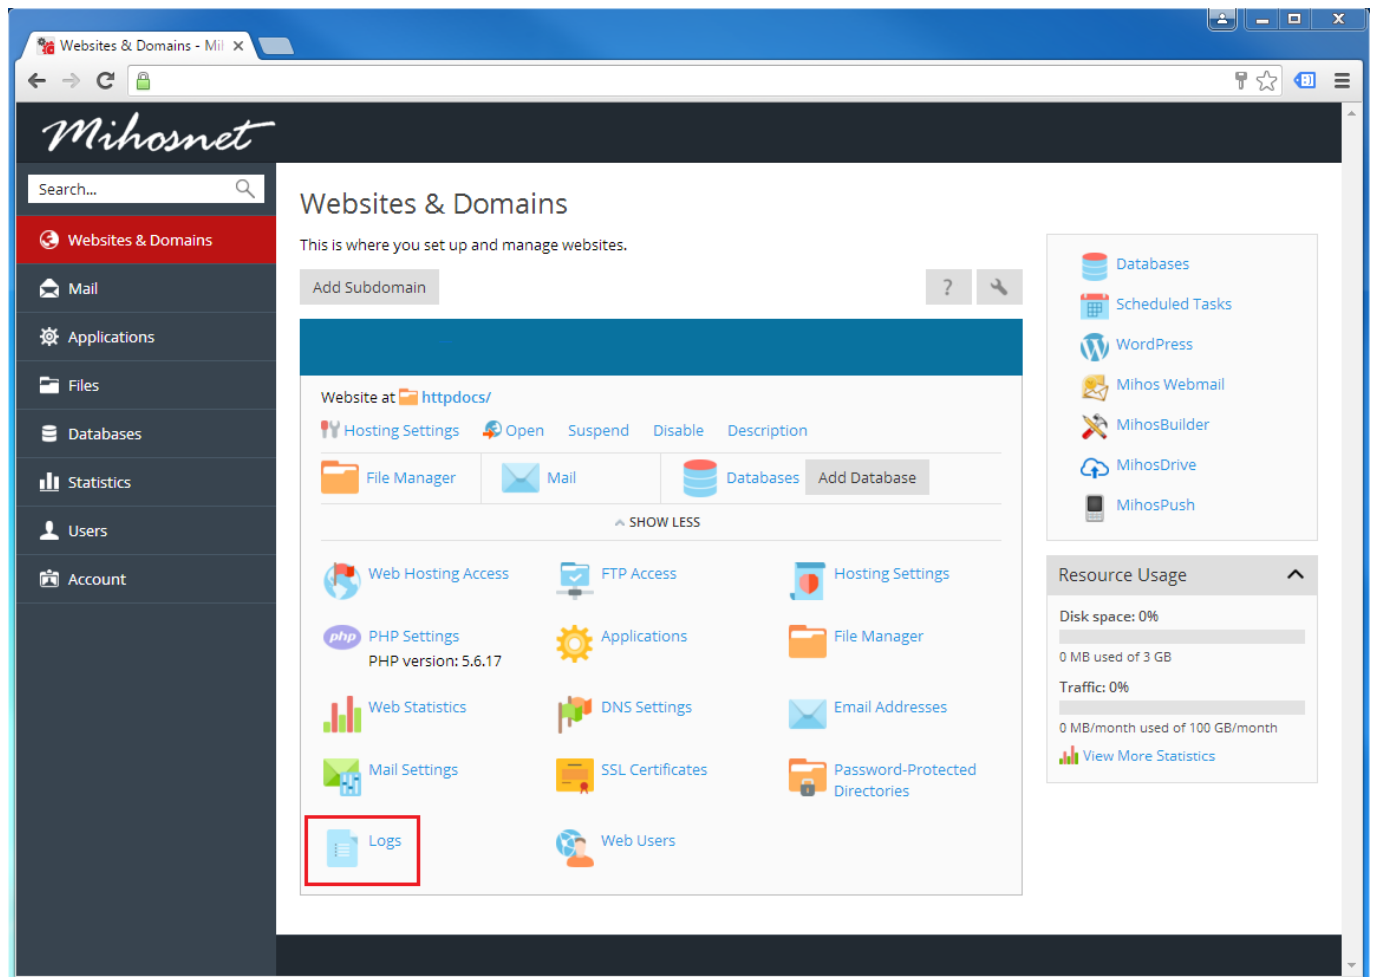 Websites & Domains - Mi
Mihosnet
Search...
Websites & Domains
Mail
Applications
Files
Databases
Statistics
Users
Account
Websites & Domains
This is where you set up and manage websites.
Add Subdomain
?
Website at httpdocs/
Hosting Settings Open Suspend Disable Description
File Manager Mail Databases Add Database
SHOW LESS
Web Hosting Access FTP Access Hosting Settings
php PHP Settings Applications File Manager
PHP version: 5.6.17
Web Statistics DNS Settings Email Addresses
Mail Settings SSL Certificates Password-Protected
Directories
Logs Web Users
Databases
Scheduled Tasks
WordPress
Mihos Webmail
MihosBuilder
MihosDrive
MihosPush
Resource Usage
Disk space: 0%
0 MB used of 3 GB
Traffic: 0%
0 MB/month used of 100 GB/month
View More Statistics